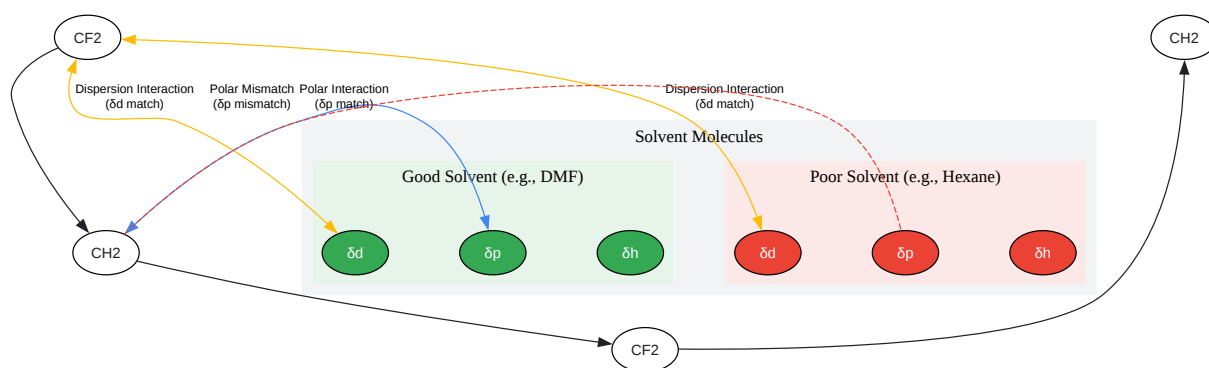 CF2
CH2
Dispersion Interaction
(δd match)
Polar Mismatch
(δp mismatch)
Polar Interaction
(δp match)
Dispersion Interaction
(δd match)
Solvent Molecules
Good Solvent (e.g., DMF)
Poor Solvent (e.g., Hexane)
CH2
δd
δp
δh
δd
δp
δh
CF2